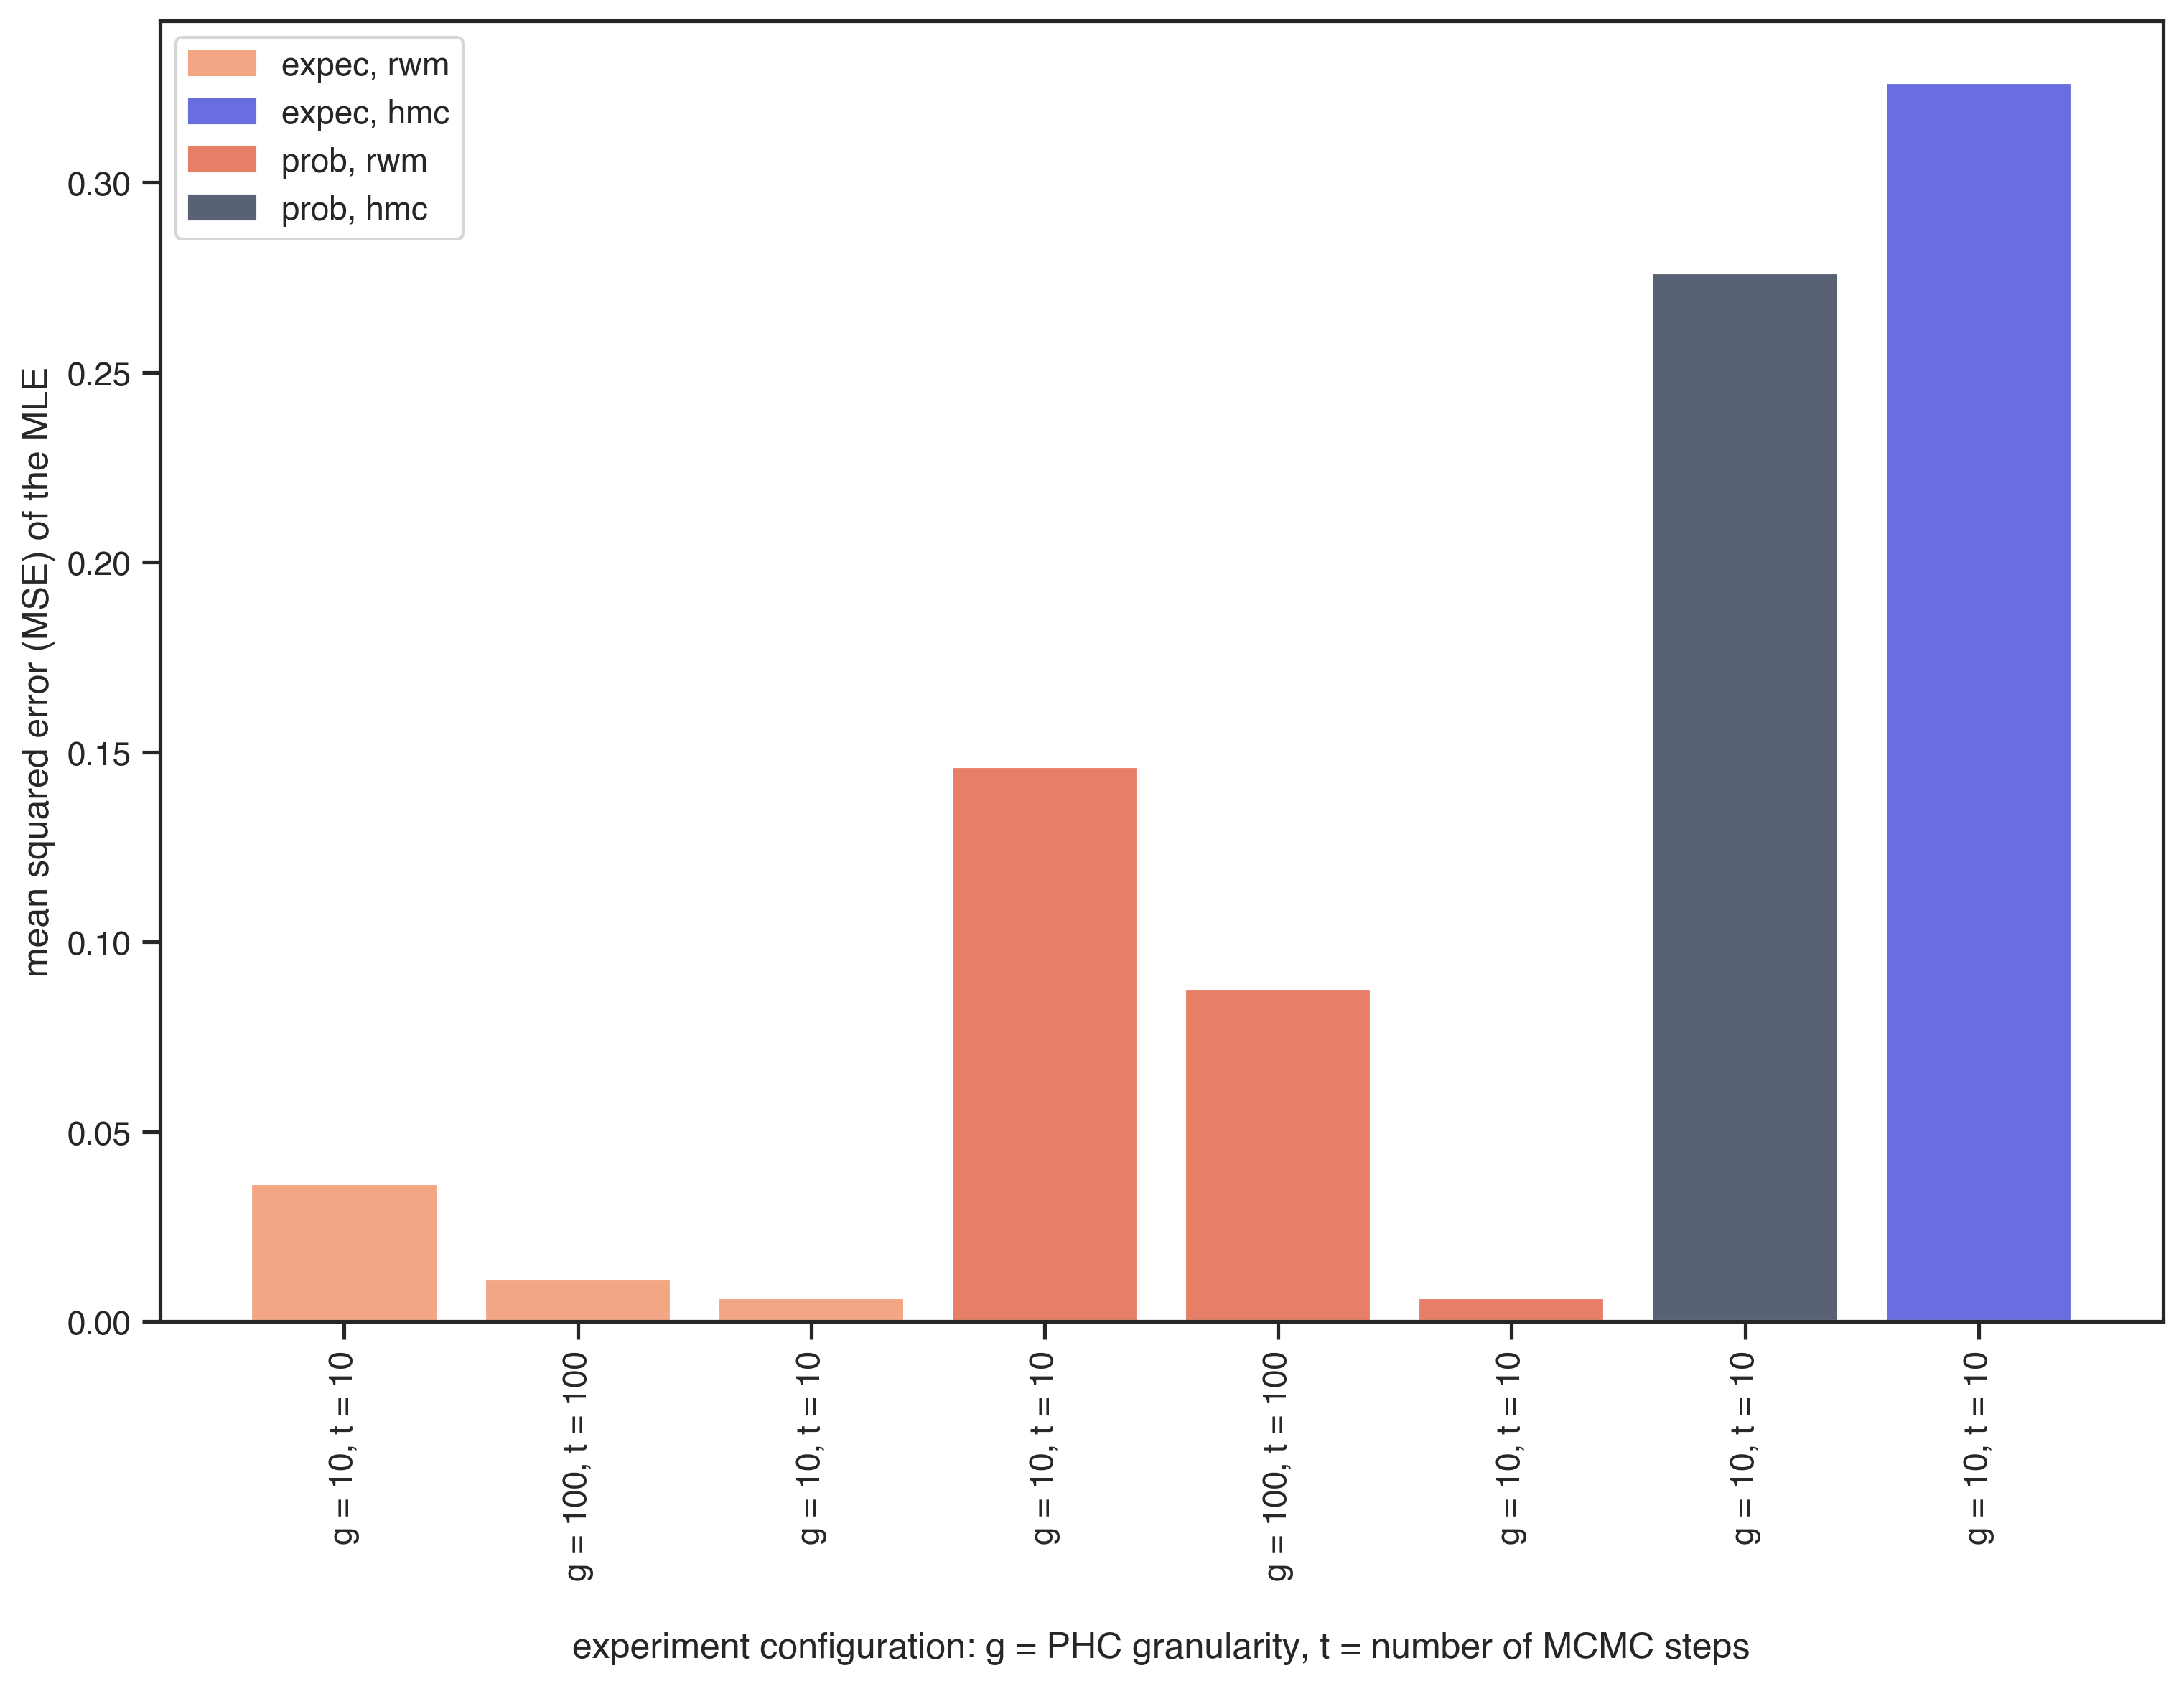 expec, rwm
expec, hmc
prob, rwm
prob, hmc
mean squared error (MSE) of the MLE
0.30
0.25
0.20
0.15
0.10
0.05
0.00
g = 10, t = 10
g = 100, t = 100
g = 10, t = 10
g = 10, t = 10
g = 100, t = 100
g = 10, t = 10
g = 10, t = 10
g = 10, t = 10
experiment configuration: g = PHC granularity, t = number of MCMC steps